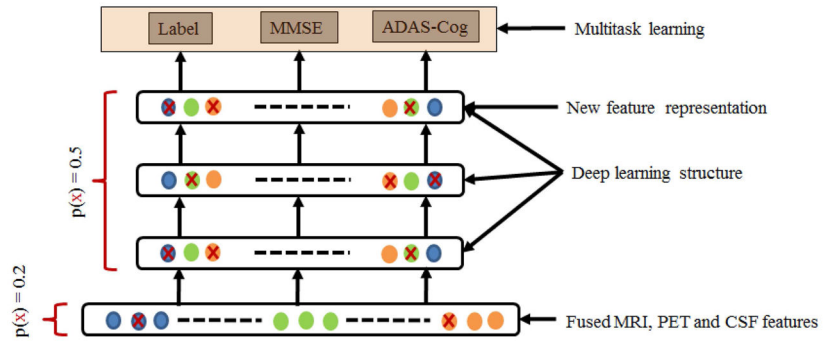 Label MMSE ADAS-Cog
Multitask learning
New feature representation
p(x) = 0.5
Deep learning structure
p(x) = 0.2
Fused MRI, PET and CSF features